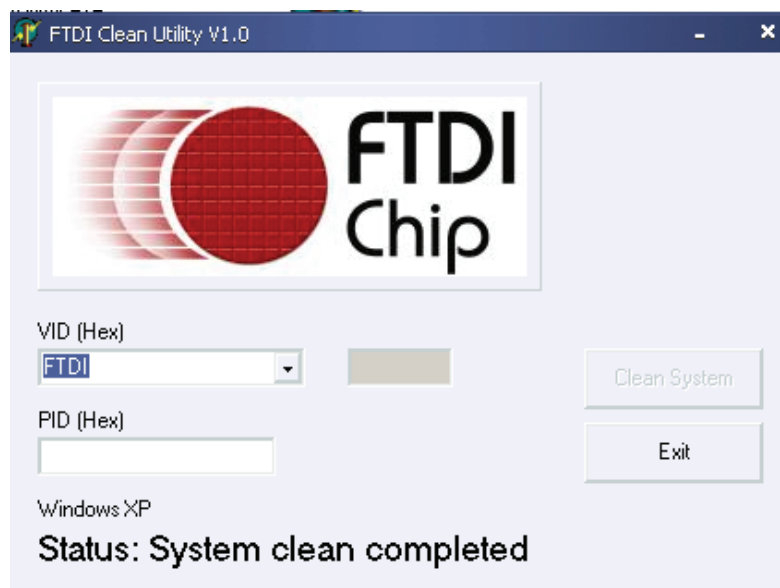 FTDI Clean Utility V1.0
FTDI
Chip
VID (Hex)
FTDI
Clean System
PID (Hex)
Exit
Windows XP
Status: System clean completed